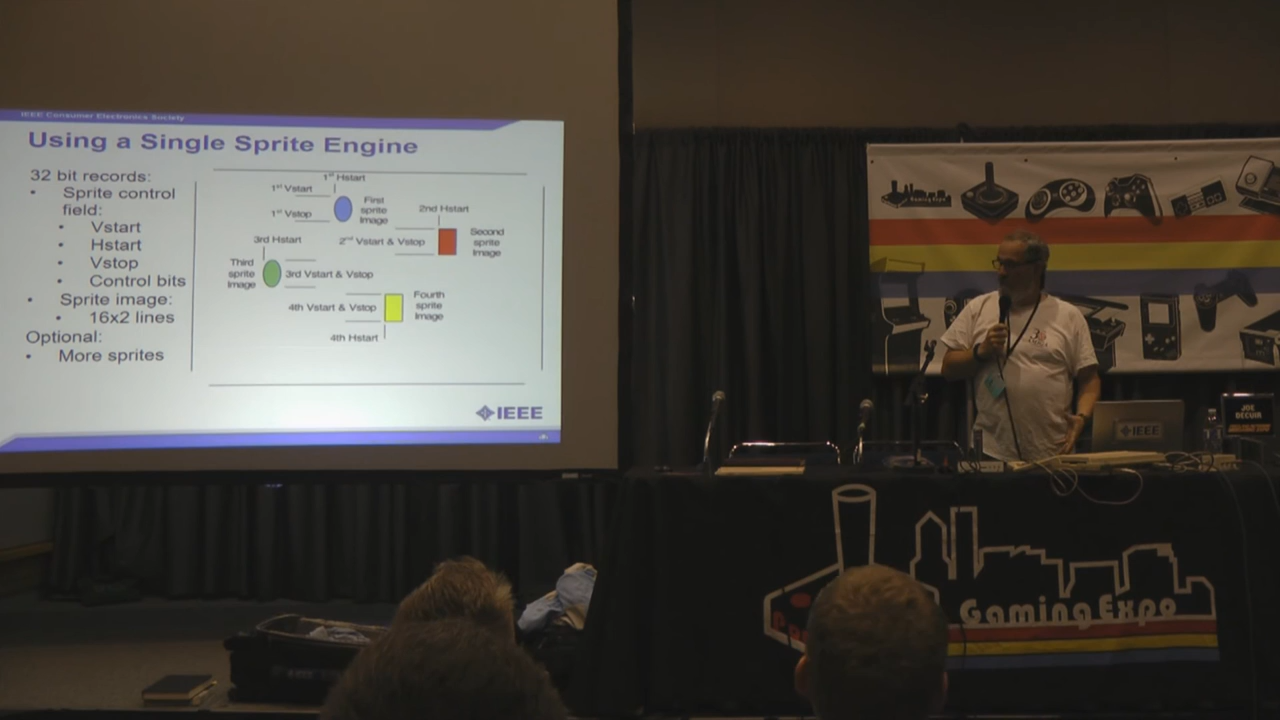 IEEE Consumer Electronics Society
Using a Single Sprite Engine
32 bit records:
• Sprite control
field:
• Vstart
• Hstart
• Vstop
• Control bits
• Sprite image:
• 16x2 lines
Optional:
• More sprites
1st Hstart
1st Vstart
1st Vstop
First
sprite
Image
2nd Hstart
2nd Vstart & Vstop
Second
sprite
Image
3rd Hstart
Third
sprite
Image
3rd Vstart & Vstop
4th Vstart & Vstop
Fourth
sprite
Image
4th Hstart
IEEE
Gaming Expo
IEEE
JOE
DECUIR
Gaming Expo